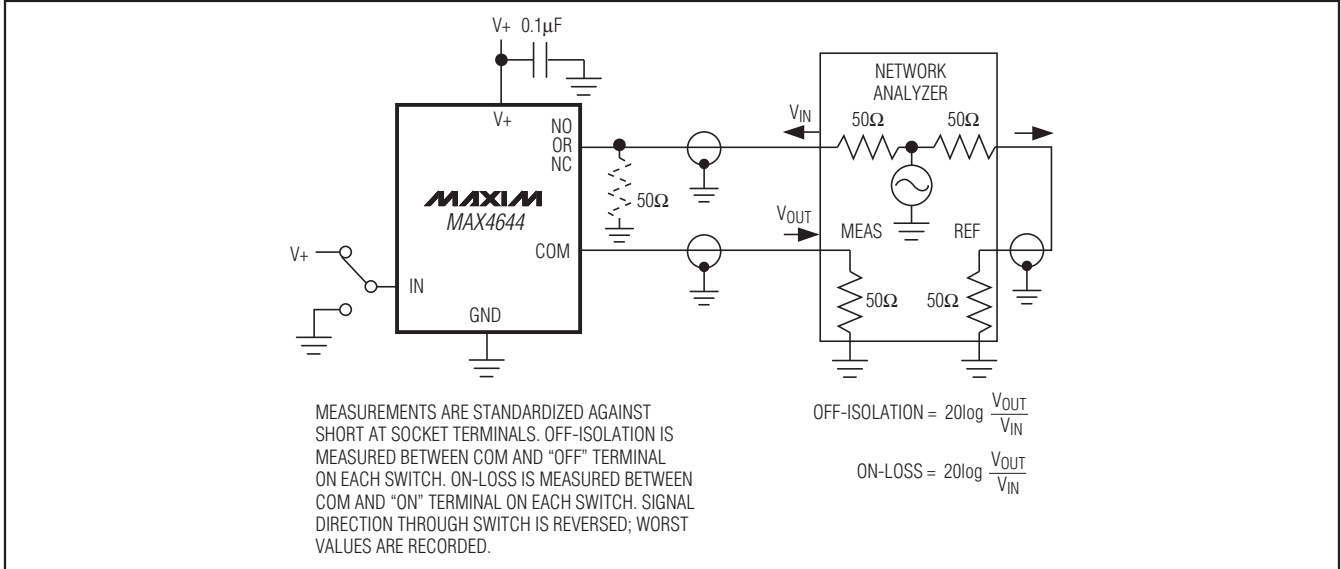 V+ 0.1μF
V+
NO
OR
NC
MAXIM
MAX4644
COM
V+
IN
GND
50Ω
VIN
VOUT
NETWORK
ANALYZER
50Ω 50Ω
MEAS REF
50Ω 50Ω
MEASUREMENTS ARE STANDARDIZED AGAINST
SHORT AT SOCKET TERMINALS. OFF-ISOLATION IS
MEASURED BETWEEN COM AND “OFF” TERMINAL
ON EACH SWITCH. ON-LOSS IS MEASURED BETWEEN
COM AND “ON” TERMINAL ON EACH SWITCH. SIGNAL
DIRECTION THROUGH SWITCH IS REVERSED; WORST
VALUES ARE RECORDED.
OFF-ISOLATION = 20log VOUT
VIN
ON-LOSS = 20log VOUT
VIN